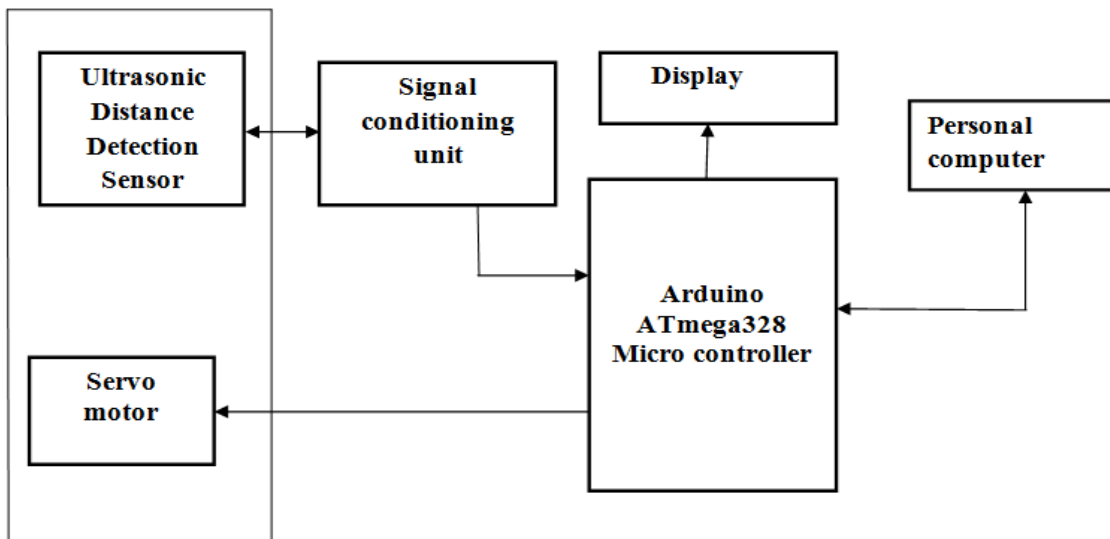 Ultrasonic
Distance
Detection
Sensor
Signal
conditioning
unit
Display
Personal
computer
Arduino
ATmega328
Micro controller
Servo
motor